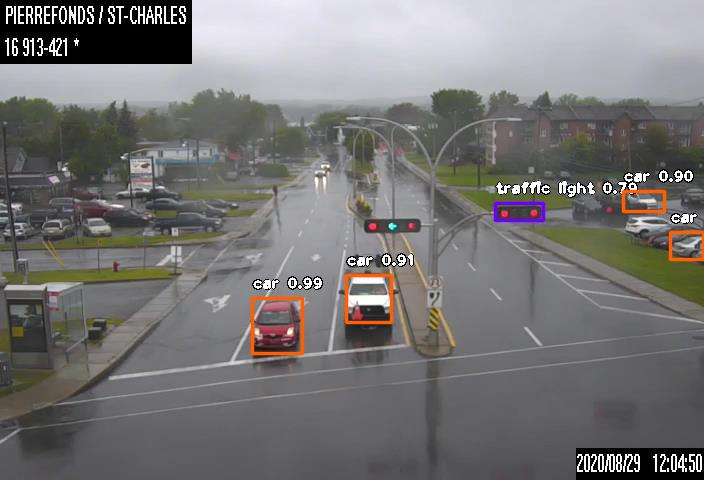 PIERREFONDS / ST-CHARLES
16 913-421 *
car 0.90
traffic light 0.79
car
car 0.91
car 0.99
2020/08/29 12:04:50